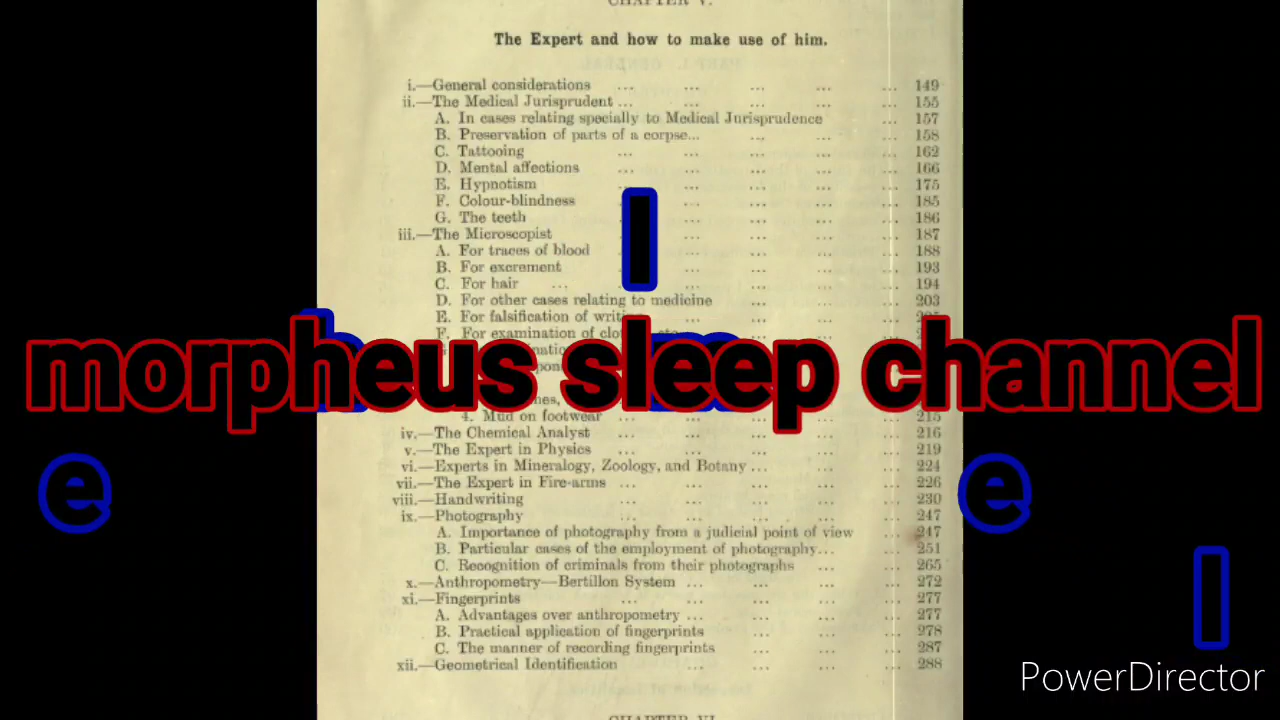 CHAPTER V.
The Expert and how to make use of him.
i.—General considerations ... ... ... ... 149
ii.—The Medical Jurisprudent ... ... ... ... ... 155
A. In cases relating specially to Medical Jurisprudence ... 157
B. Preservation of parts of a corpse... ... ... ... 158
C. Tattooing ... ... ... ... ... 162
D. Mental affections ... ... ... ... ... 166
E. Hypnotism ... ... ... ... ... 175
F. Colour-blindness ... ... ... ... 185
G. The teeth ... ... ... ... 186
iii.—The Microscopist ... ... ... ... 187
A. For traces of blood ... ... ... 188
B. For excrement ... ... ... 193
C. For hair ... ... ... ... ... 194
D. For other cases relating to medicine ... ... 203
E. For falsification of ... ... ...
F. For examination of ... ... ...
morpheus sleep channel
4. Mud on footwear ... ... ... ... 215
iv.—The Chemical Analyst ... ... ... ... ... 216
v.—The Expert in Physics ... ... ... ... ... 219
vi.—Experts in Mineralogy, Zoology, and Botany ... ... ... 224
vii.—The Expert in Fire-arms ... ... ... ... ... 226
viii.—Handwriting ... ... ... ... ... 230
ix.—Photography ... ... ... ... ... 247
A. Importance of photography from a judicial point of view ... 247
B. Particular cases of the employment of photography... ... 251
C. Recognition of criminals from their photographs ... ... 265
x.—Anthropometry—Bertillon System ... ... ... ... 272
xi.—Fingerprints ... ... ... ... ... 277
A. Advantages over anthropometry ... ... ... ... 277
B. Practical application of fingerprints ... ... ... 278
C. The manner of recording fingerprints ... ... ... 287
xii.—Geometrical Identification ... ... ... ... ... 288
CHAPTER VI.
l
e
e
l
PowerDirector